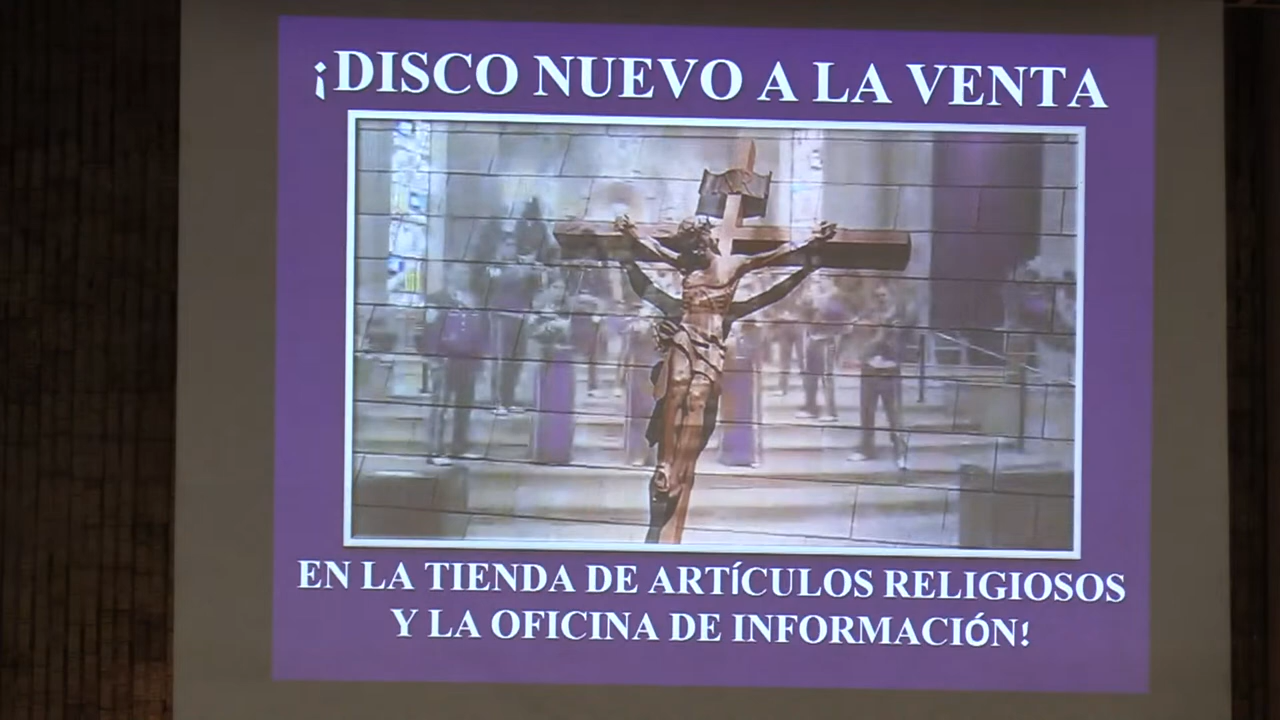 ¡DISCO NUEVO A LA VENTA
EN LA TIENDA DE ARTÍCULOS RELIGIOSOS
Y LA OFICINA DE INFORMACIÓN!